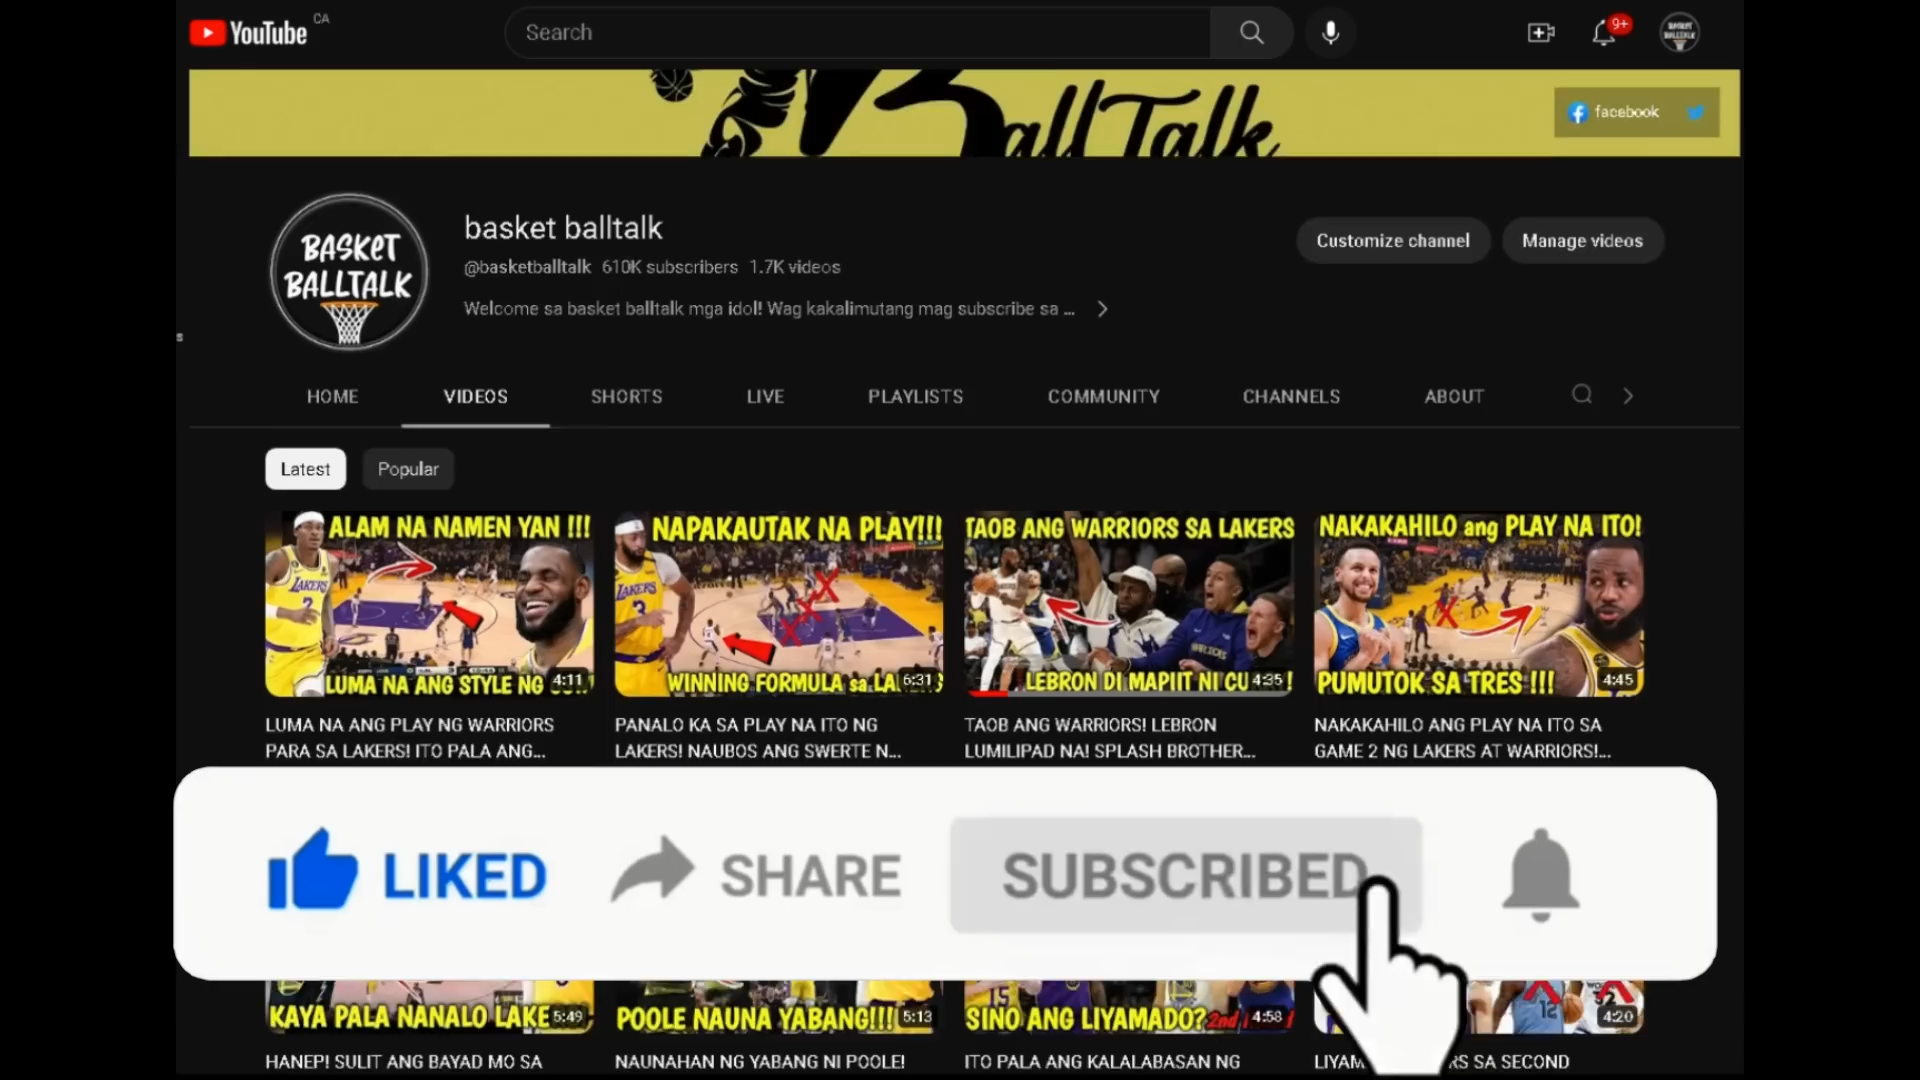 YouTube CA
Search
9+
BallTalk
facebook
BASKET
BALLTALK
basket balltalk
@basketballtalk 610K subscribers 1.7K videos
Welcome sa basket balltalk mga idol! Wag kakalimutang mag subscribe sa ...
Customize channel
Manage videos
HOME
VIDEOS
SHORTS
LIVE
PLAYLISTS
COMMUNITY
CHANNELS
ABOUT
Latest
Popular
ALAM NA NAMEN YAN !!!
LAKERS
LUMA NA ANG STYLE NG
4:11
LUMA NA ANG PLAY NG WARRIORS
PARA SA LAKERS! ITO PALA ANG...
NAPAKAUTAK NA PLAY!!!
LAKERS
3
WINNING FORMULA sa
6:31
PANALO KA SA PLAY NA ITO NG
LAKERS! NAUBOS ANG SWERTE N...
TAOB ANG WARRIORS SA LAKERS
LEBRON DI MAPIIT NI
4:35
TAOB ANG WARRIORS! LEBRON
LUMILIPAD NA! SPLASH BROTHER...
NAKAKAHILO ang PLAY NA ITO!
PUMUTOK SA TRES !!!
4:45
NAKAKAHILO ANG PLAY NA ITO SA
GAME 2 NG LAKERS AT WARRIORS!...
LIKED
SHARE
SUBSCRIBED
KAYA PALA NANALO LAKE
5:49
HANEP! SULIT ANG BAYAD MO SA
POOLE NAUNA YABANG!!!
5:13
NAUNAHAN NG YABANG NI POOLE!
15
SINO ANG LIYAMADO? 2nd
4:58
ITO PALA ANG KALALABASAN NG
12
32
4:20
SA SECOND